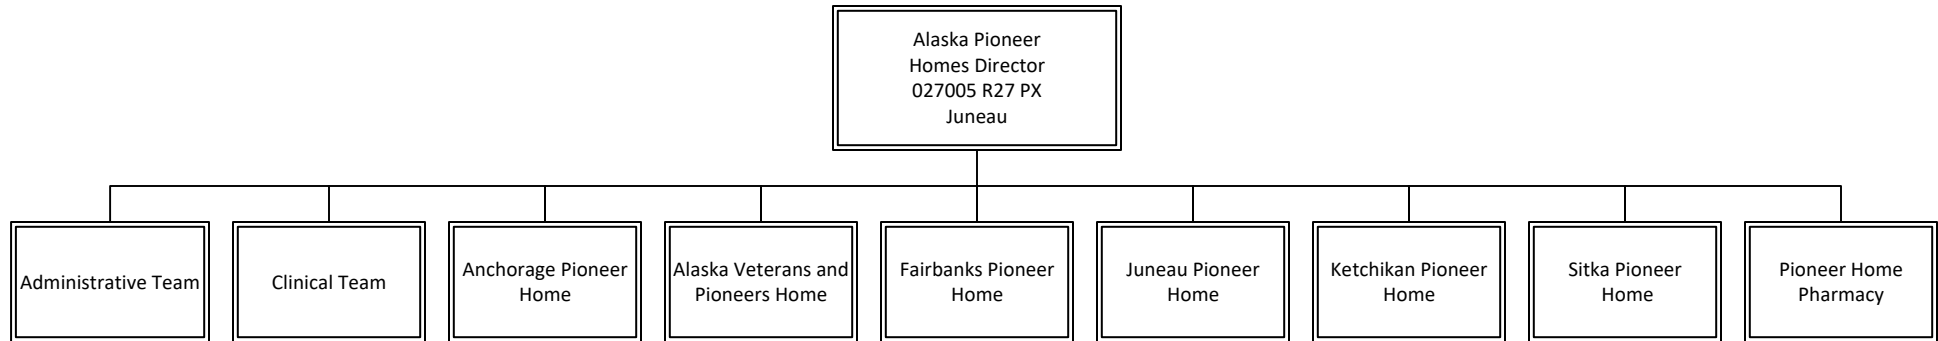 Alaska Pioneer
Homes Director
027005 R27 PX
Juneau
Administrative Team
Clinical Team
Anchorage Pioneer
Home
Alaska Veterans and
Pioneers Home
Fairbanks Pioneer
Home
Juneau Pioneer
Home
Ketchikan Pioneer
Home
Sitka Pioneer
Home
Pioneer Home
Pharmacy